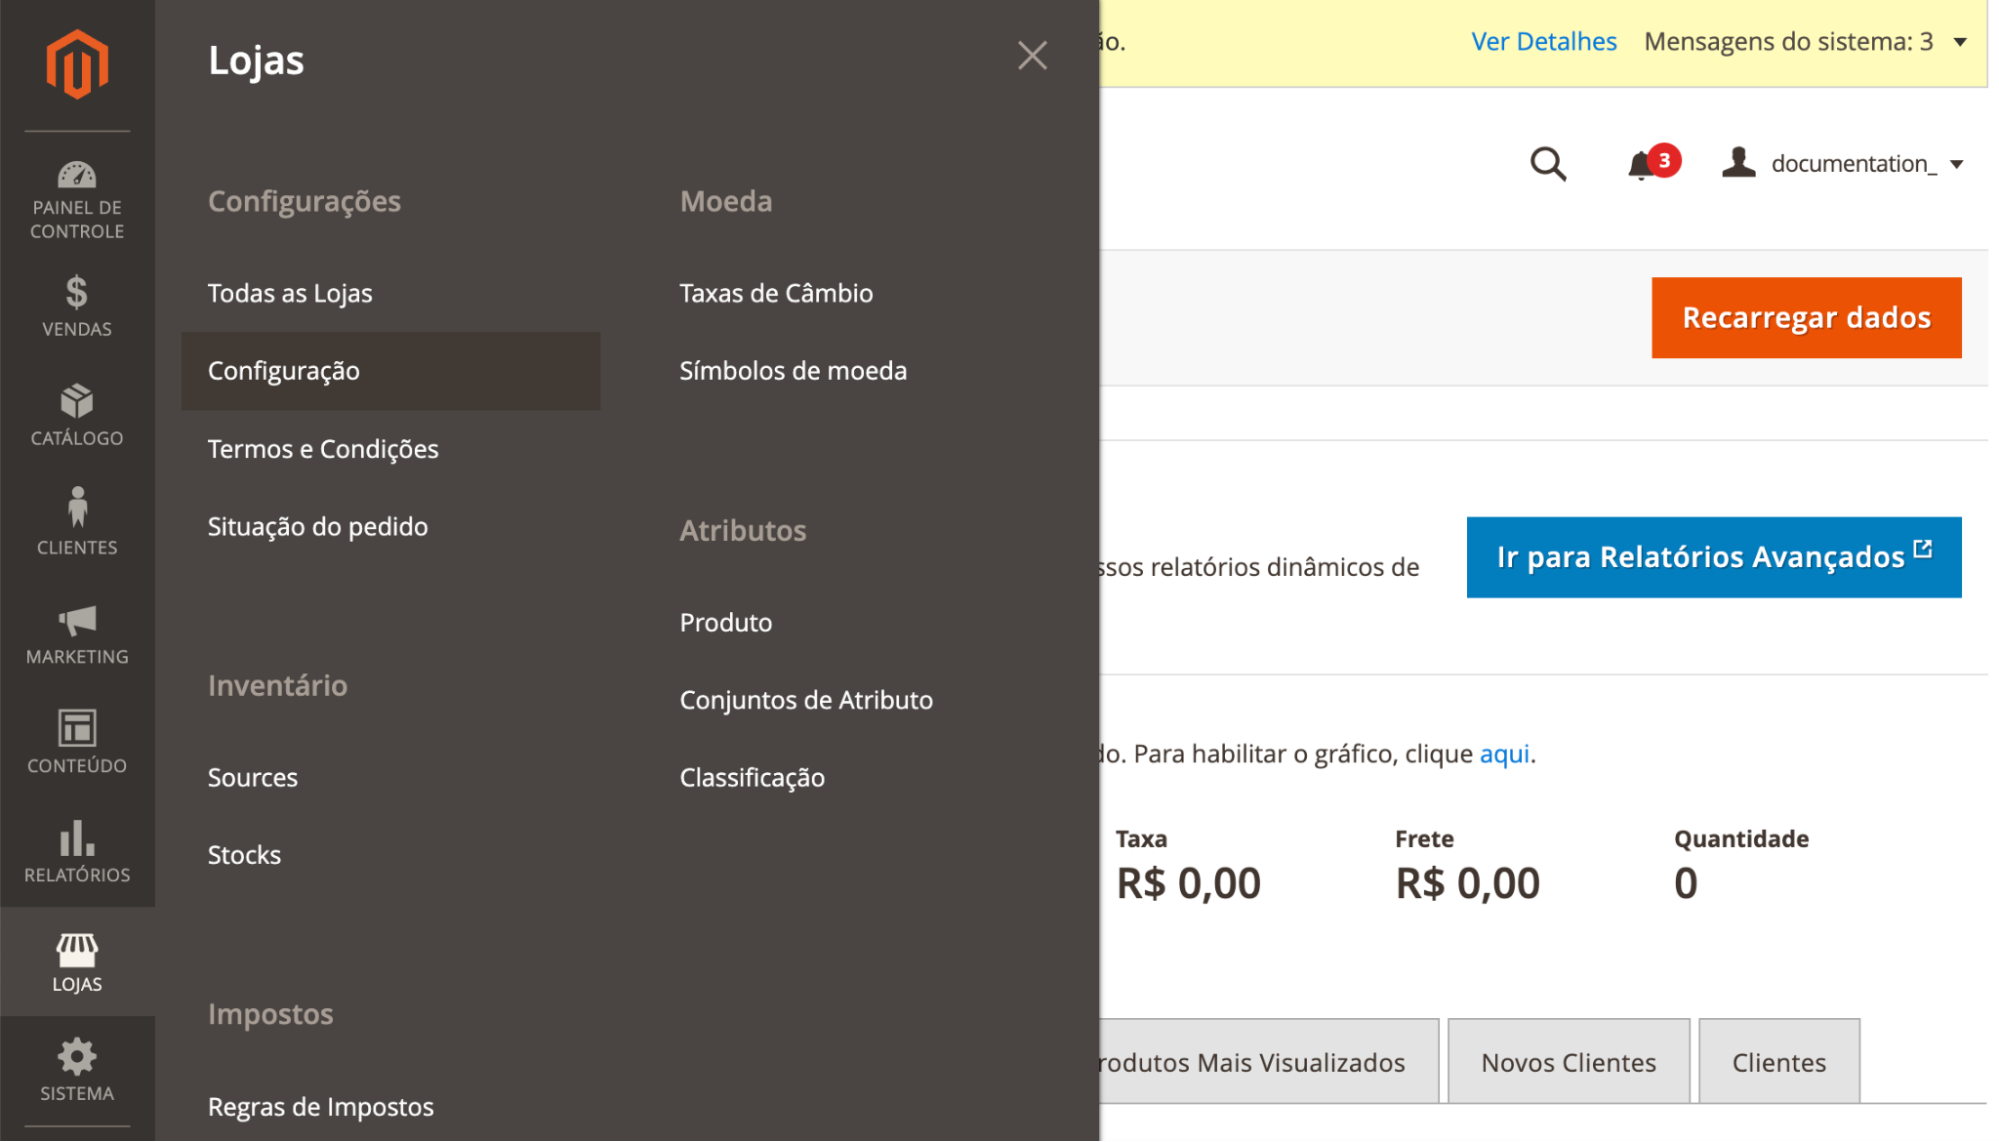 PAINEL DE
CONTROLE
VENDAS
CATÁLOGO
CLIENTES
MARKETING
CONTEÚDO
RELATÓRIOS
LOJAS
SISTEMA
Lojas
Configurações
Todas as Lojas
Configuração
Termos e Condições
Situação do pedido
Inventário
Sources
Stocks
Impostos
Regras de Impostos
Moeda
Taxas de Câmbio
Símbolos de moeda
Atributos
Produto
Conjuntos de Atributo
Classificação
ão. Ver Detalhes Mensagens do sistema: 3
3 documentation_
Recarregar dados
ssos relatórios dinâmicos de
Ir para Relatórios Avançados
do. Para habilitar o gráfico, clique aqui.
Taxa Frete Quantidade
R$ 0,00 R$ 0,00 0
rodutos Mais Visualizados Novos Clientes Clientes